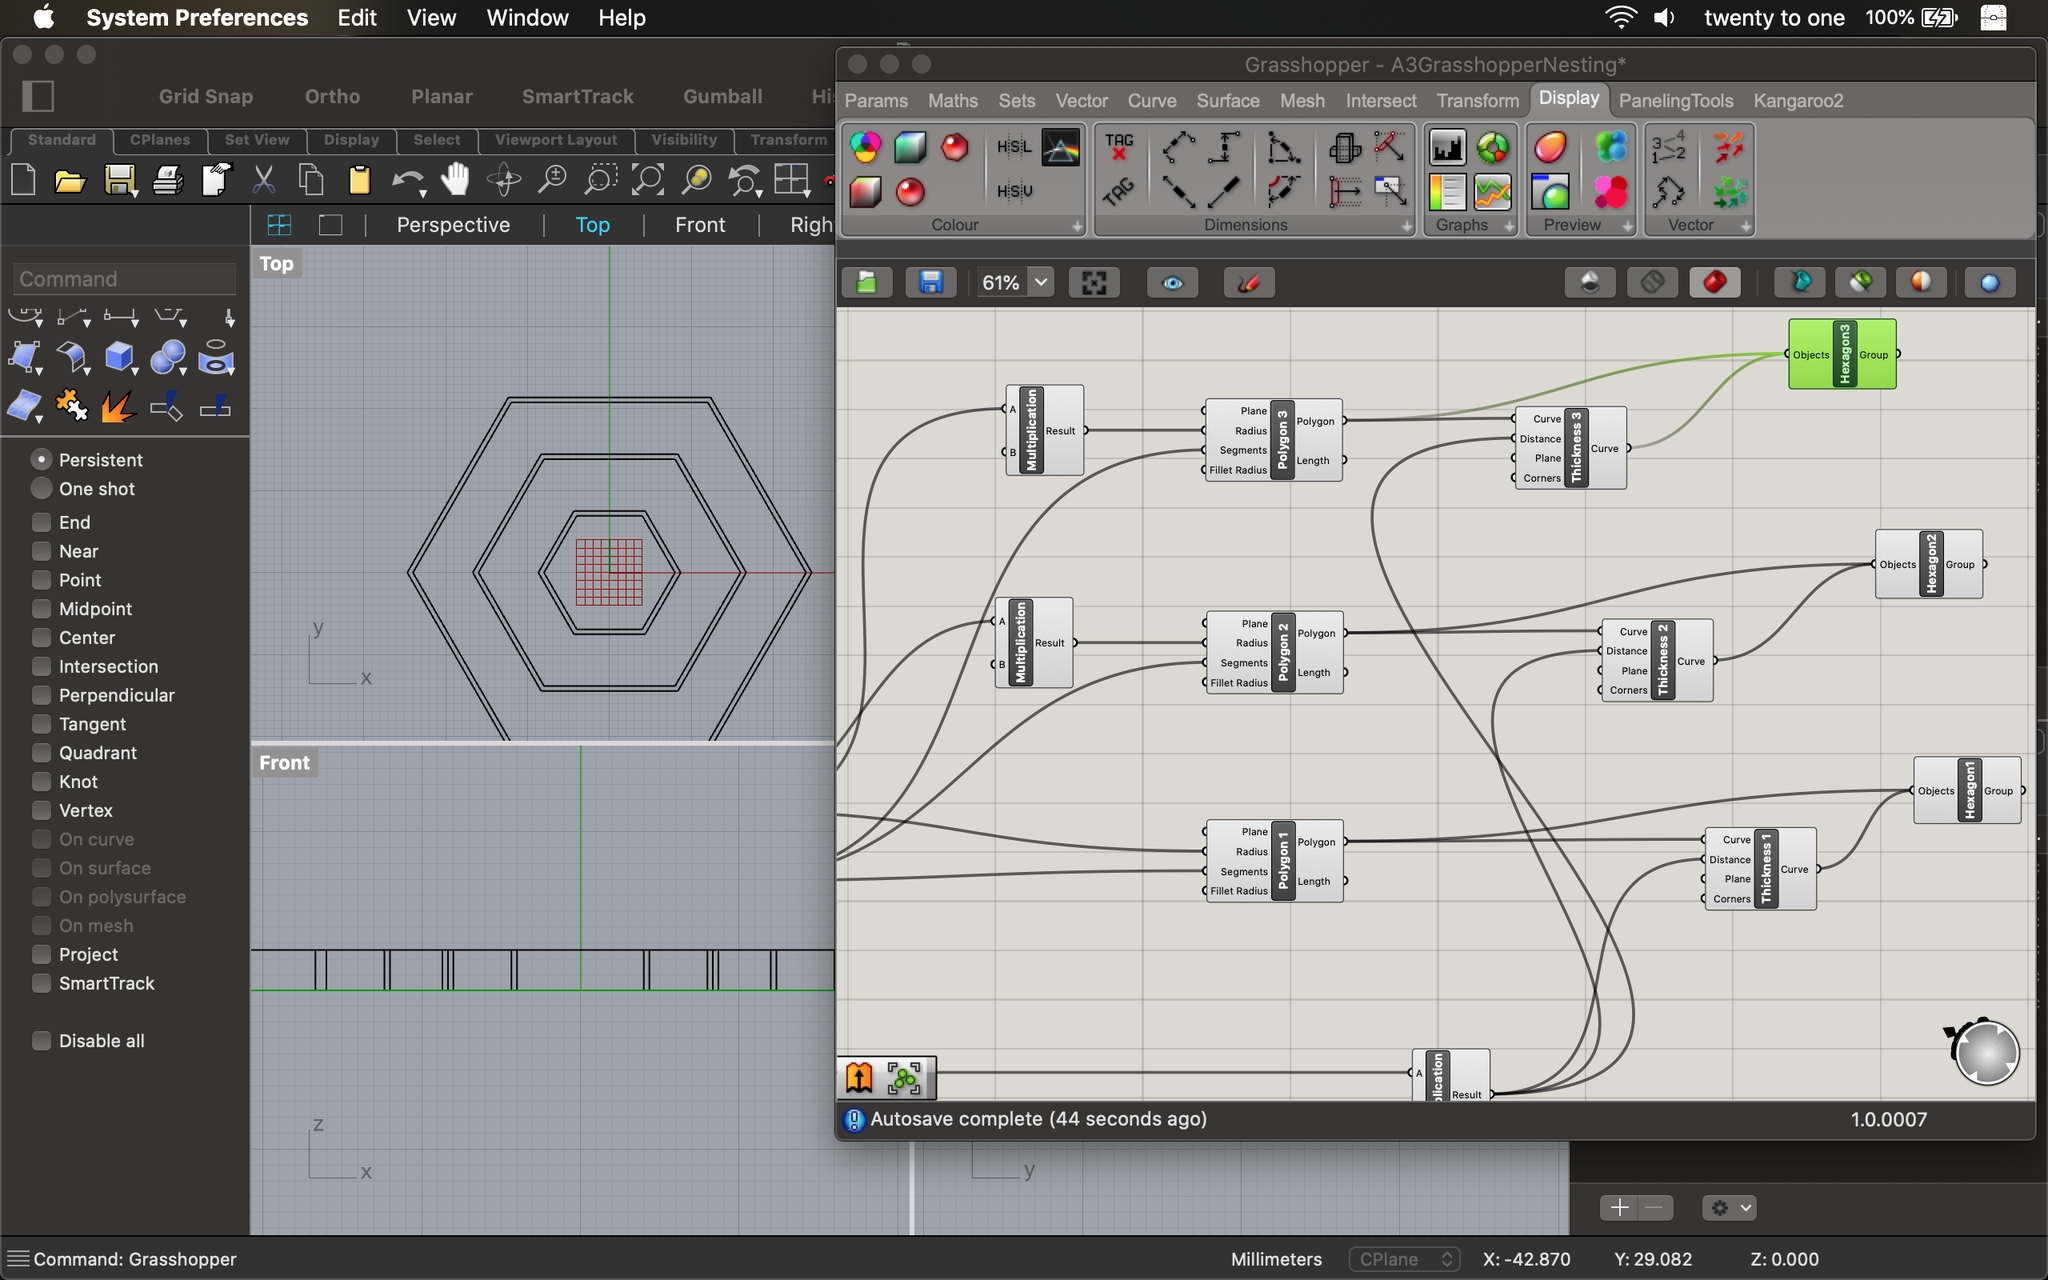 System Preferences Edit View Window Help twenty to one 100%
Grid Snap Ortho Planar SmartTrack Gumball
Standard CPlanes Set View Display Select Viewport Layout Visibility Transform
Perspective Top Front
Command
Persistent
One shot
End
Near
Point
Midpoint
Center
Intersection
Perpendicular
Tangent
Quadrant
Knot
Vertex
On curve
On surface
On polysurface
On mesh
Project
SmartTrack
Disable all
Top
y
x
Front
z
x
y
Grasshopper - A3GrasshopperNesting*
Params Maths Sets Vector Curve Surface Mesh Intersect Transform Display PanelingTools Kangaroo2
HSL
HSV
TAG
TAG
Colour Dimensions Graphs Preview Vector
61%
Objects Hexagon3 Group
A Multiplication Result
B
Plane Polygon 3 Polygon
Radius
Segments Length
Fillet Radius
Curve Thickness 3 Curve
Distance
Plane
Corners
Objects Hexagon2 Group
A Multiplication Result
B
Plane Polygon 2 Polygon
Radius
Segments Length
Fillet Radius
Curve Thickness 2 Curve
Distance
Plane
Corners
Objects Hexagon1 Group
Plane Polygon1 Polygon
Radius
Segments Length
Fillet Radius
Curve Thickness 1 Curve
Distance
Plane
Corners
A Result
Autosave complete (44 seconds ago) 1.0.0007
Command: Grasshopper Millimeters CPlane X: -42.870 Y: 29.082 Z: 0.000